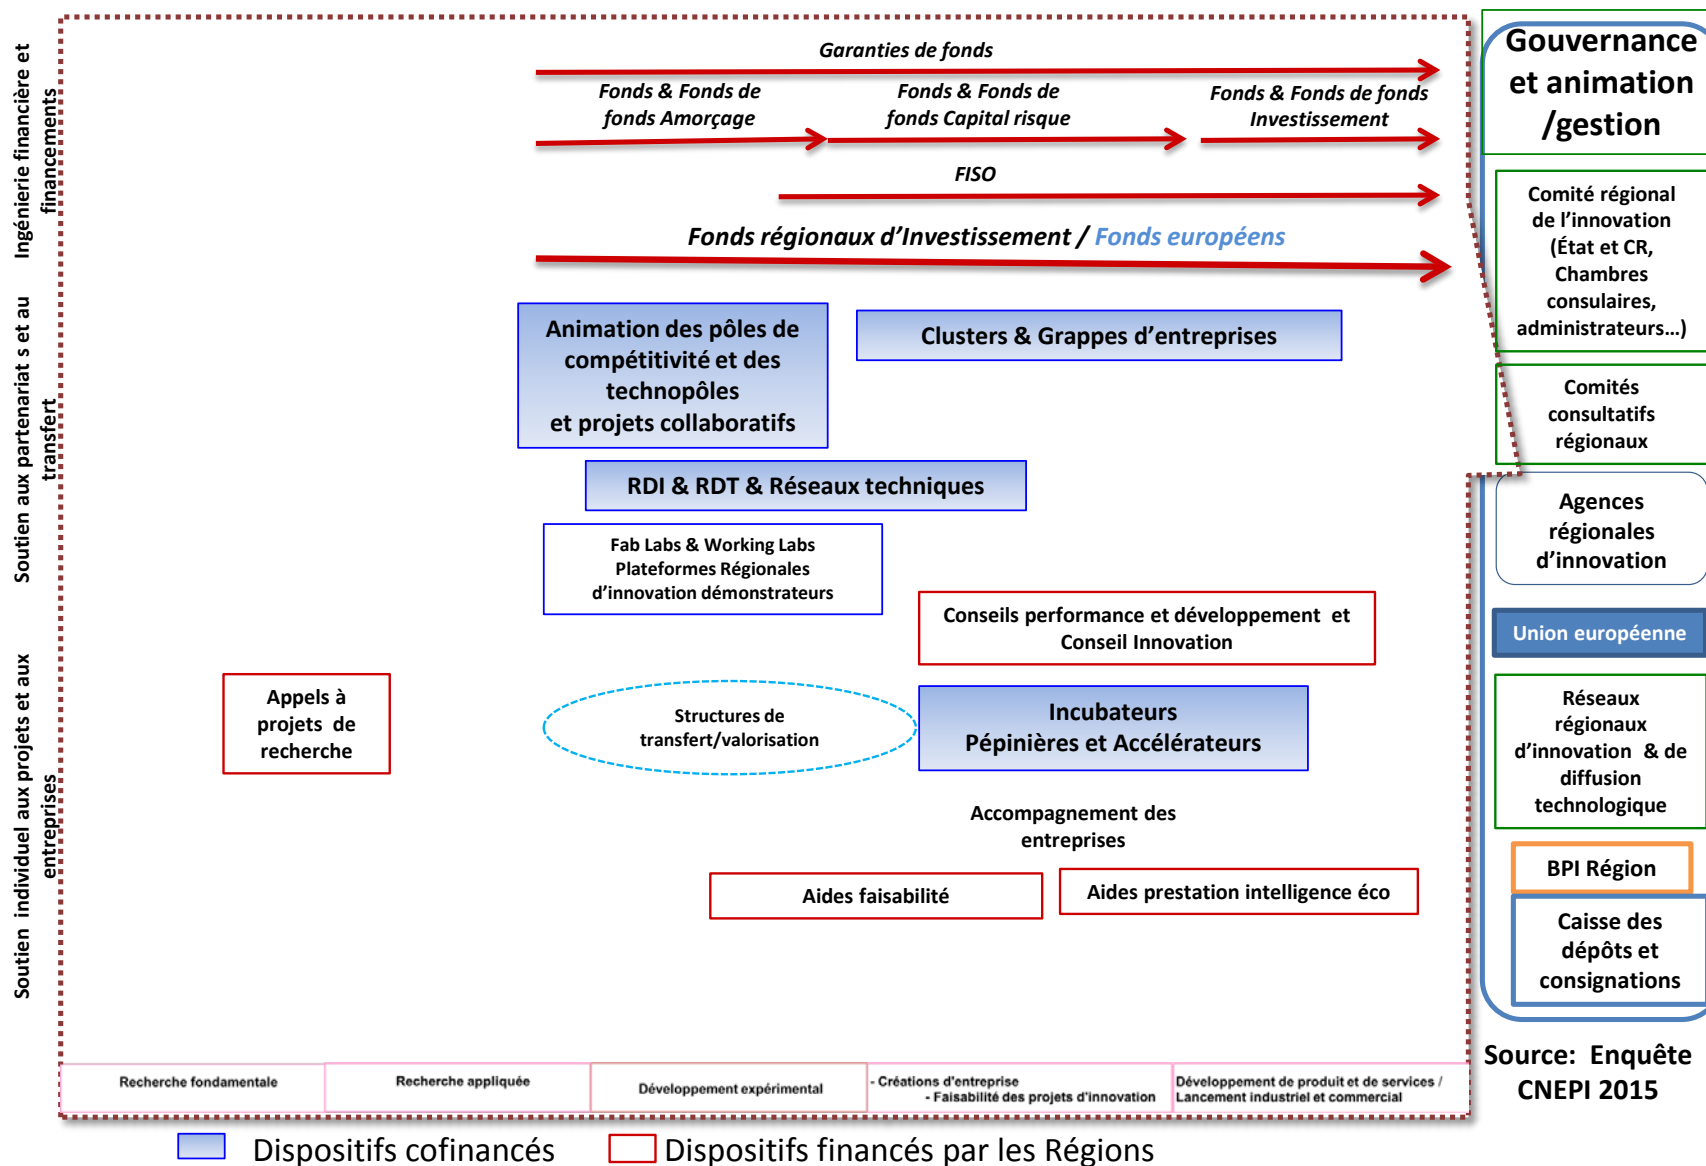 Ingénierie financière et
financements
Soutien aux partenariat s et au
transfert
Soutien individuel aux projets et aux
entreprises
Garanties de fonds
Fonds & Fonds de
fonds Amorçage
Fonds & Fonds de
fonds Capital risque
Fonds & Fonds de fonds
Investissement
FISO
Fonds régionaux d’Investissement / Fonds européens
Animation des pôles de
compétitivité et des
technopôles
et projets collaboratifs
Clusters & Grappes d’entreprises
RDI & RDT & Réseaux techniques
Fab Labs & Working Labs
Plateformes Régionales
d’innovation démonstrateurs
Conseils performance et développement et
Conseil Innovation
Appels à
projets de
recherche
Structures de
transfert/valorisation
Incubateurs
Pépinières et Accélérateurs
Accompagnement des
entreprises
Aides faisabilité
Aides prestation intelligence éco
Recherche fondamentale
Recherche appliquée
Développement expérimental
- Créations d'entreprise
- Faisabilité des projets d'innovation
Développement de produit et de services /
Lancement industriel et commercial
Gouvernance
et animation
/gestion
Comité régional
de l’innovation
(État et CR,
Chambres
consulaires,
administrateurs…)
Comités
consultatifs
régionaux
Agences
régionales
d’innovation
Union européenne
Réseaux
régionaux
d’innovation & de
diffusion
technologique
BPI Région
Caisse des
dépôts et
consignations
Source: Enquête
CNEPI 2015
Dispositifs cofinancés
Dispositifs financés par les Régions